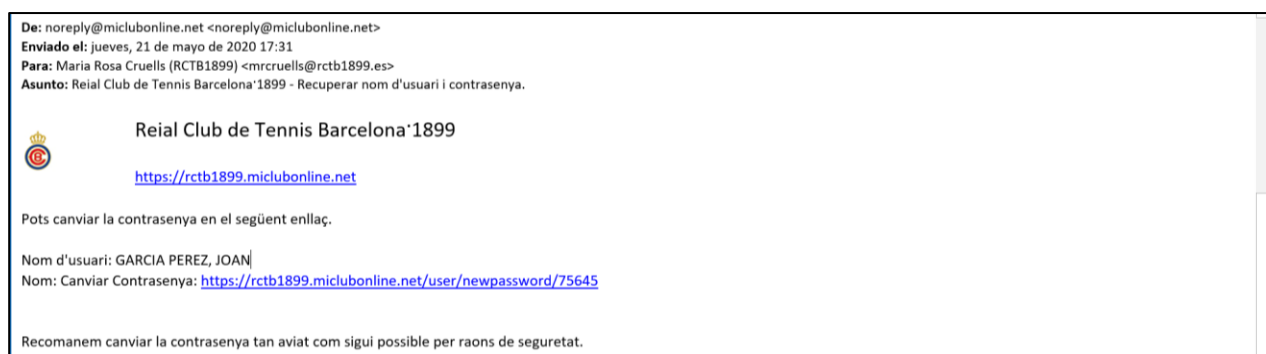 De: noreply@miclubonline.net <noreply@miclubonline.net>
Enviado el: jueves, 21 de mayo de 2020 17:31
Para: Maria Rosa Cruells (RCTB1899) <mrcruells@rctb1899.es>
Asunto: Reial Club de Tennis Barcelona·1899 - Recuperar nom d'usuari i contrasenya.
Reial Club de Tennis Barcelona·1899
https://rctb1899.miclubonline.net
Pots canviar la contrasenya en el següent enllaç.
Nom d'usuari: GARCIA PEREZ, JOAN
Nom: Canviar Contrasenya: https://rctb1899.miclubonline.net/user/newpassword/75645
Recomanem canviar la contrasenya tan aviat com sigui possible per raons de seguretat.